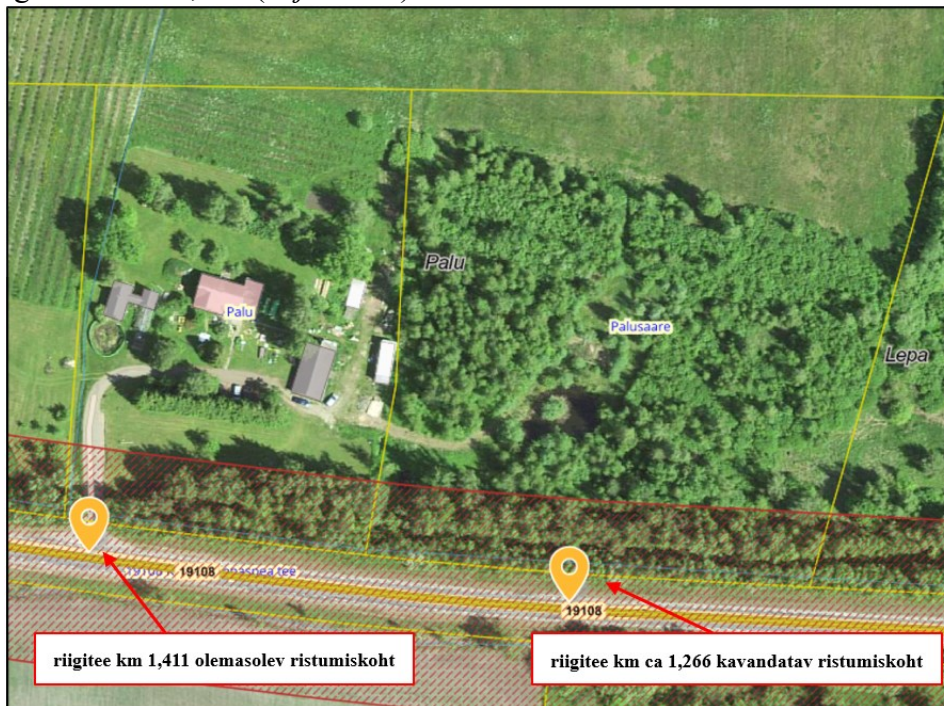 Palu
Palu
Palusaare
Lepa
19108
19108
riigitee km 1,411 olemasolev ristumiskoht
riigitee km ca 1,266 kavandatav ristumiskoht